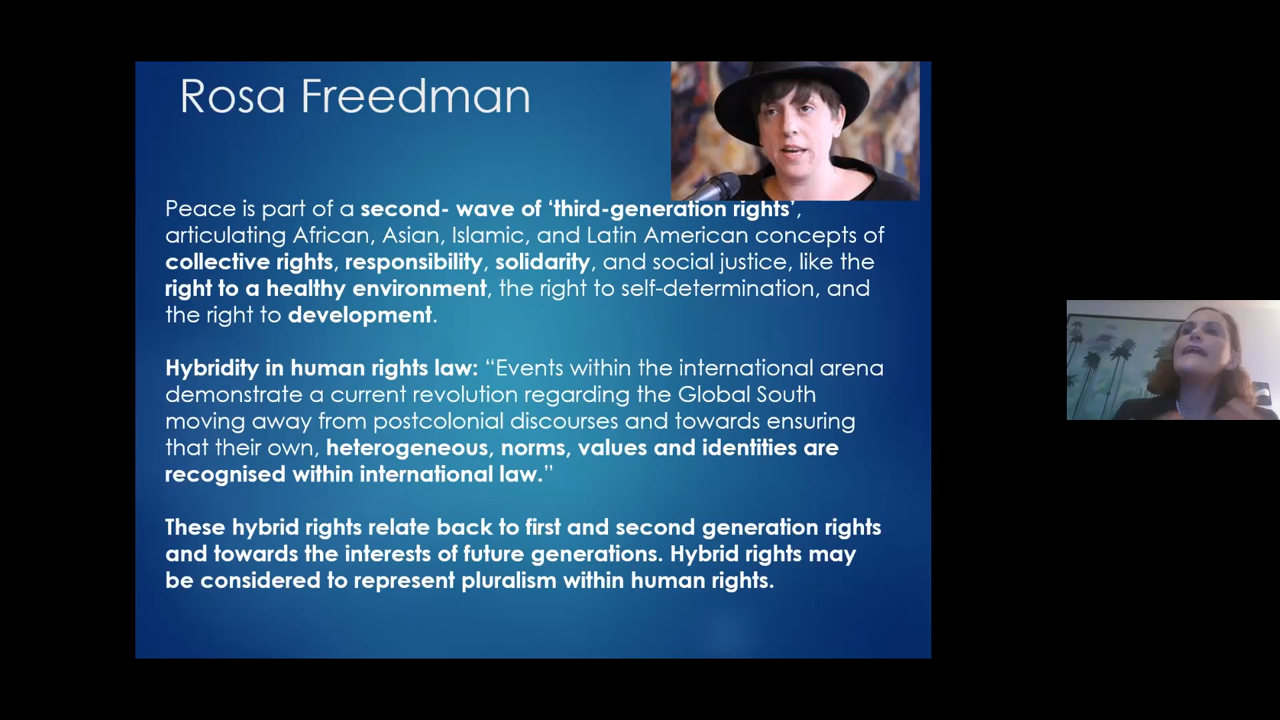 Rosa Freedman
Peace is part of a second- wave of ‘third-generation rights’,
articulating African, Asian, Islamic, and Latin American concepts of
collective rights, responsibility, solidarity, and social justice, like the
right to a healthy environment, the right to self-determination, and
the right to development.
Hybridity in human rights law: “Events within the international arena
demonstrate a current revolution regarding the Global South
moving away from postcolonial discourses and towards ensuring
that their own, heterogeneous, norms, values and identities are
recognised within international law.”
These hybrid rights relate back to first and second generation rights
and towards the interests of future generations. Hybrid rights may
be considered to represent pluralism within human rights.